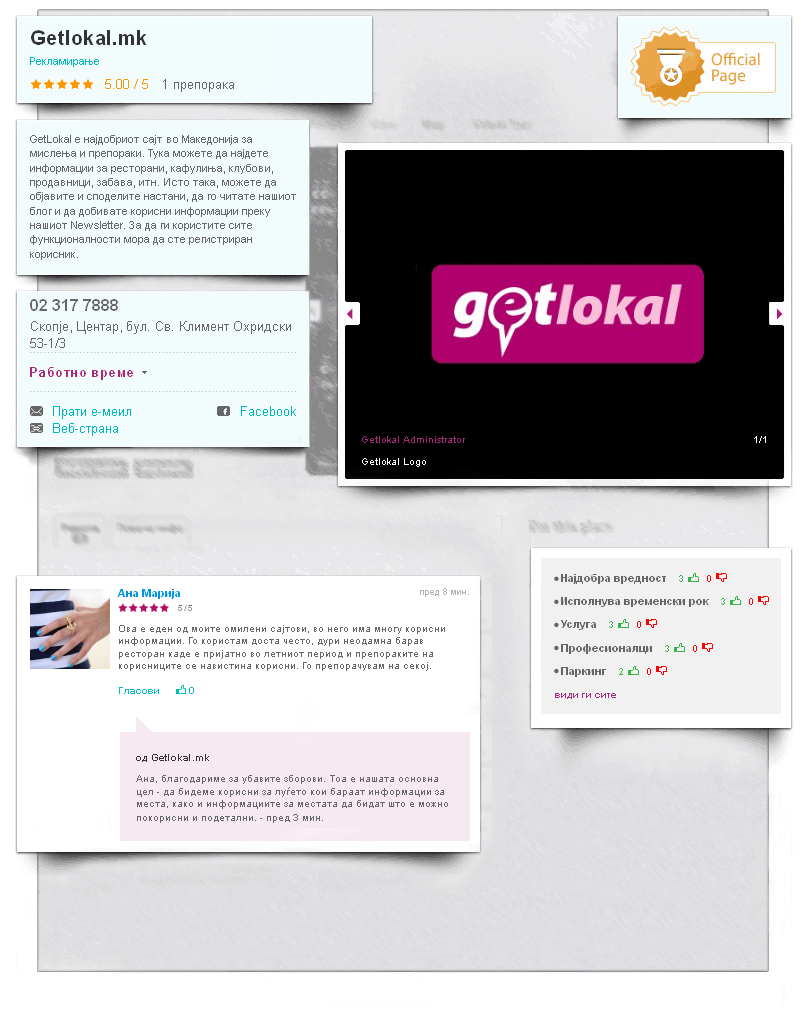 Getlokal.mk
Рекламирање
5.00 / 5 1 препорака
Official
Page
GetLokal е најдобриот сајт во Македонија за
мислења и препораки. Тука можете да најдете
информации за ресторани, кафулиња, клубови,
продавници, забава, итн. Исто така, можете да
објавите и споделите настани, да го читате нашиот
блог и да добивате корисни информации преку
нашиот Newsletter. За да ги користите сите
функционалности мора да сте регистриран
корисник.
02 317 7888
Скопје, Центар, бул. Св. Климент Охридски
53-1/3
Работно време
Прати е-меил
Facebook
Веб-страна
getlokal
Getlokal Administrator 1/1
Getlokal Logo
Ана Марија пред 8 мин.
5/5
Ова е еден од моите омилени сајтови, во него има многу корисни
информации. Го користам доста често, дури неодамна барав
ресторан каде е пријатно во летниот период и препораките на
корисниците се навистина корисни. Го препорачувам на секој.
Гласови 0
од Getlokal.mk
Ана, благодариме за убавите зборови. Тоа е нашата основна
цел - да бидеме корисни за луѓето кои бараат информации за
места, како и информациите за местата да бидат што е можно
покорисни и подетални. - пред 3 мин.
Најдобра вредност 3 0
Исполнува временски рок 3 0
Услуга 3 0
Професионалци 3 0
Паркинг 2 0
види ги сите